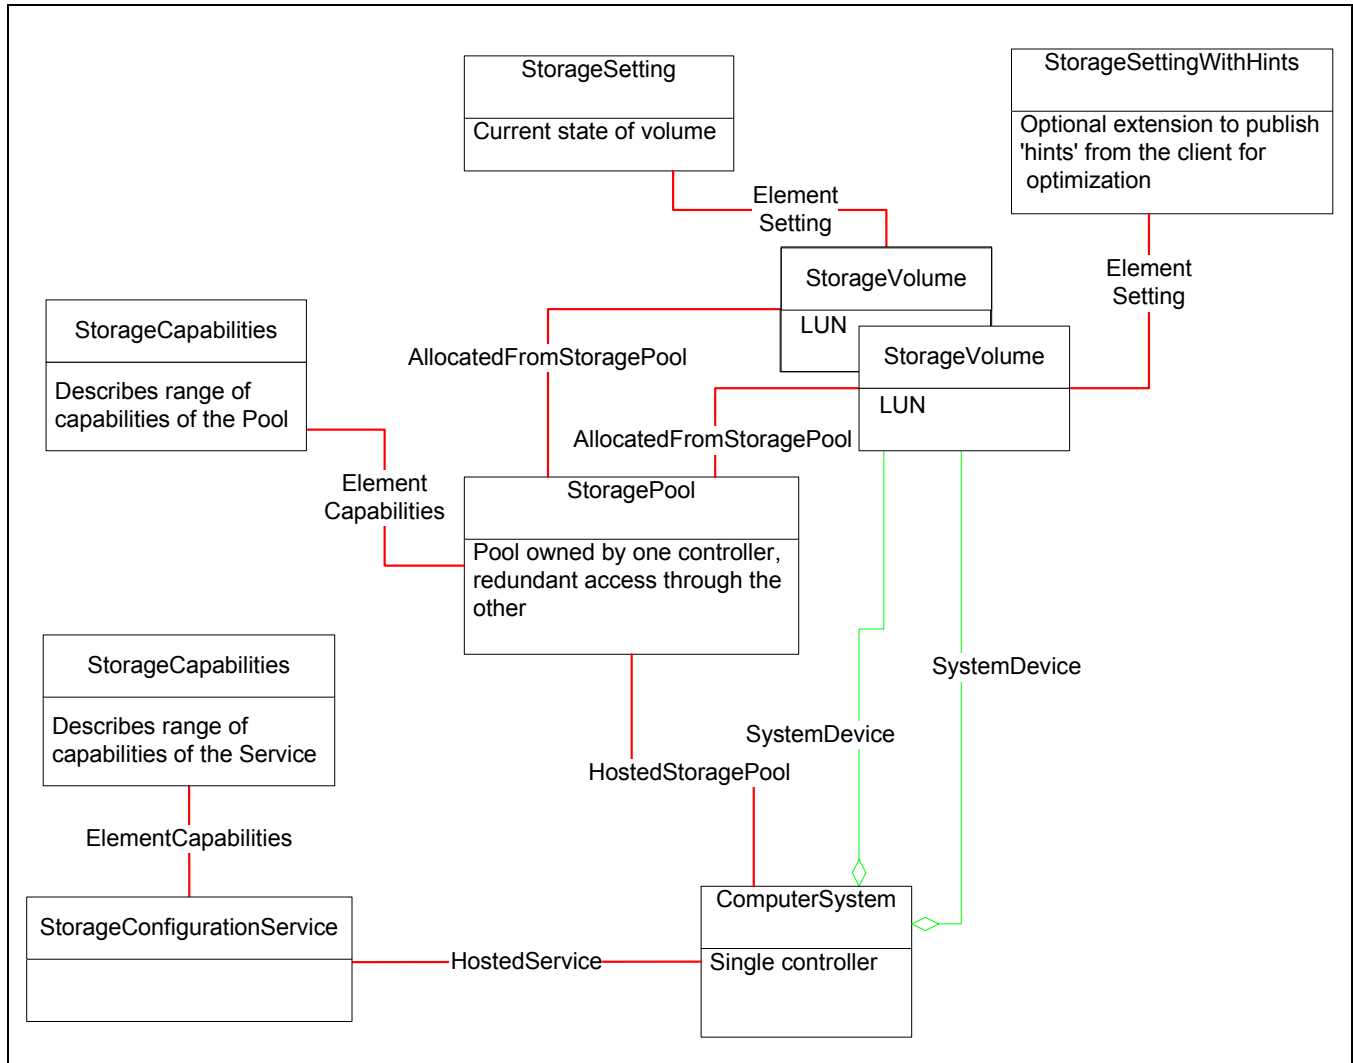 StorageSetting
Current state of volume
StorageSettingWithHints
Optional extension to publish
'hints' from the client for
optimization
Element
Setting
Element
Setting
StorageVolume
LUN
StorageVolume
LUN
StorageCapabilities
Describes range of
capabilities of the Pool
AllocatedFromStoragePool
AllocatedFromStoragePool
Element
Capabilities
StoragePool
Pool owned by one controller,
redundant access through the
other
StorageCapabilities
Describes range of
capabilities of the Service
SystemDevice
SystemDevice
HostedStoragePool
ElementCapabilities
ComputerSystem
Single controller
StorageConfigurationService
HostedService